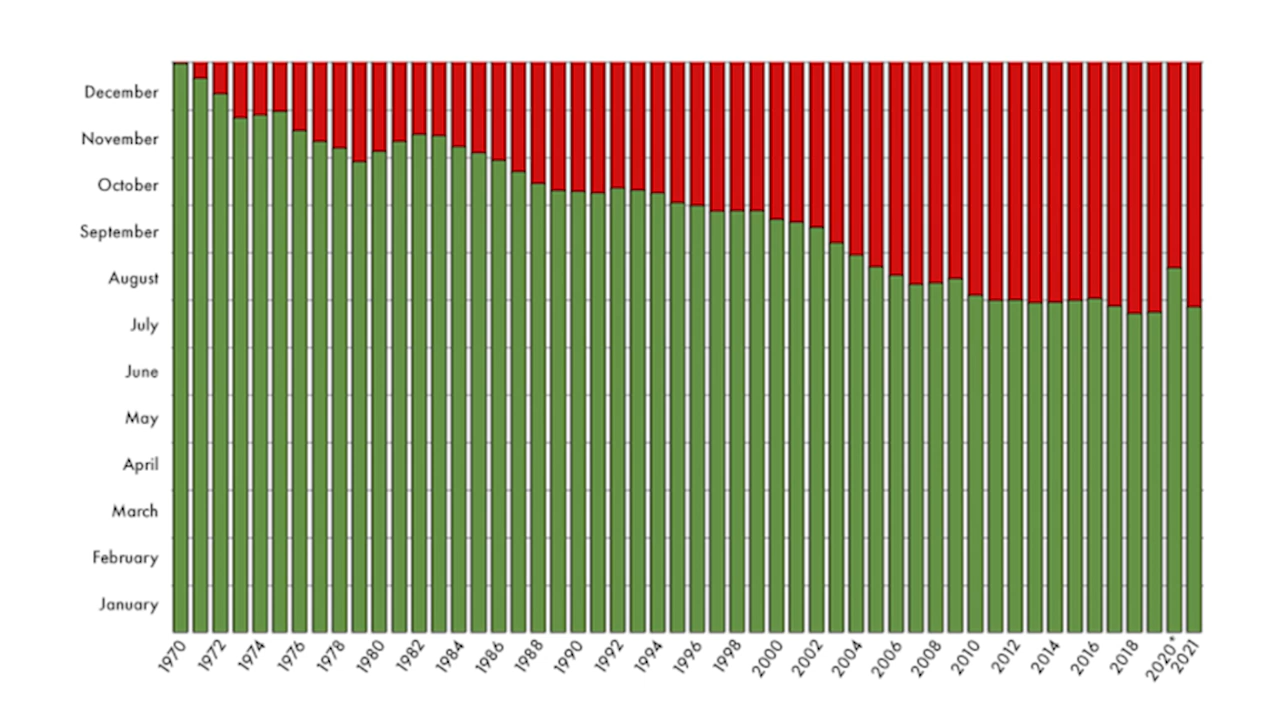 December
November
October
September
August
July
June
May
April
March
February
January
1970
1972
1974
1976
1978
1980
1982
1984
1986
1988
1990
1992
1994
1996
1998
2000
2002
2004
2006
2008
2010
2012
2014
2016
2018
2020*
2021